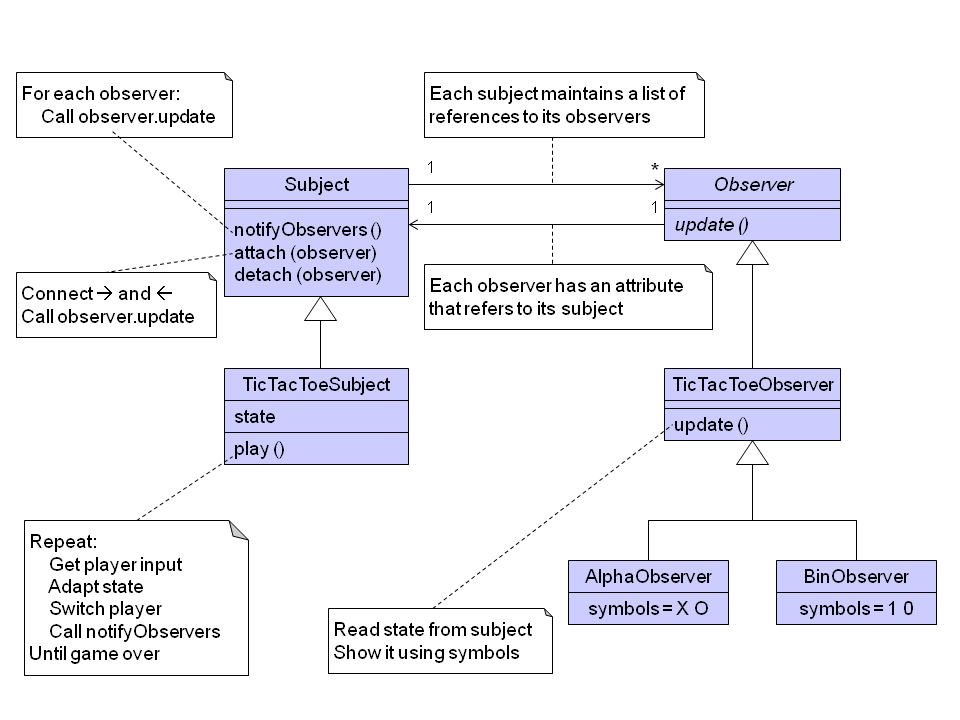 For each observer:
Call observer.update
Each subject maintains a list of
references to its observers
Subject
notifyObservers ()
attach (observer)
detach (observer)
1
*
1
1
Observer
update ()
Connect → and ←
Call observer.update
Each observer has an attribute
that refers to its subject
TicTacToeSubject
state
play ()
TicTacToeObserver
update ()
Repeat:
Get player input
Adapt state
Switch player
Call notifyObservers
Until game over
Read state from subject
Show it using symbols
AlphaObserver
symbols = X O
BinObserver
symbols = 1 0